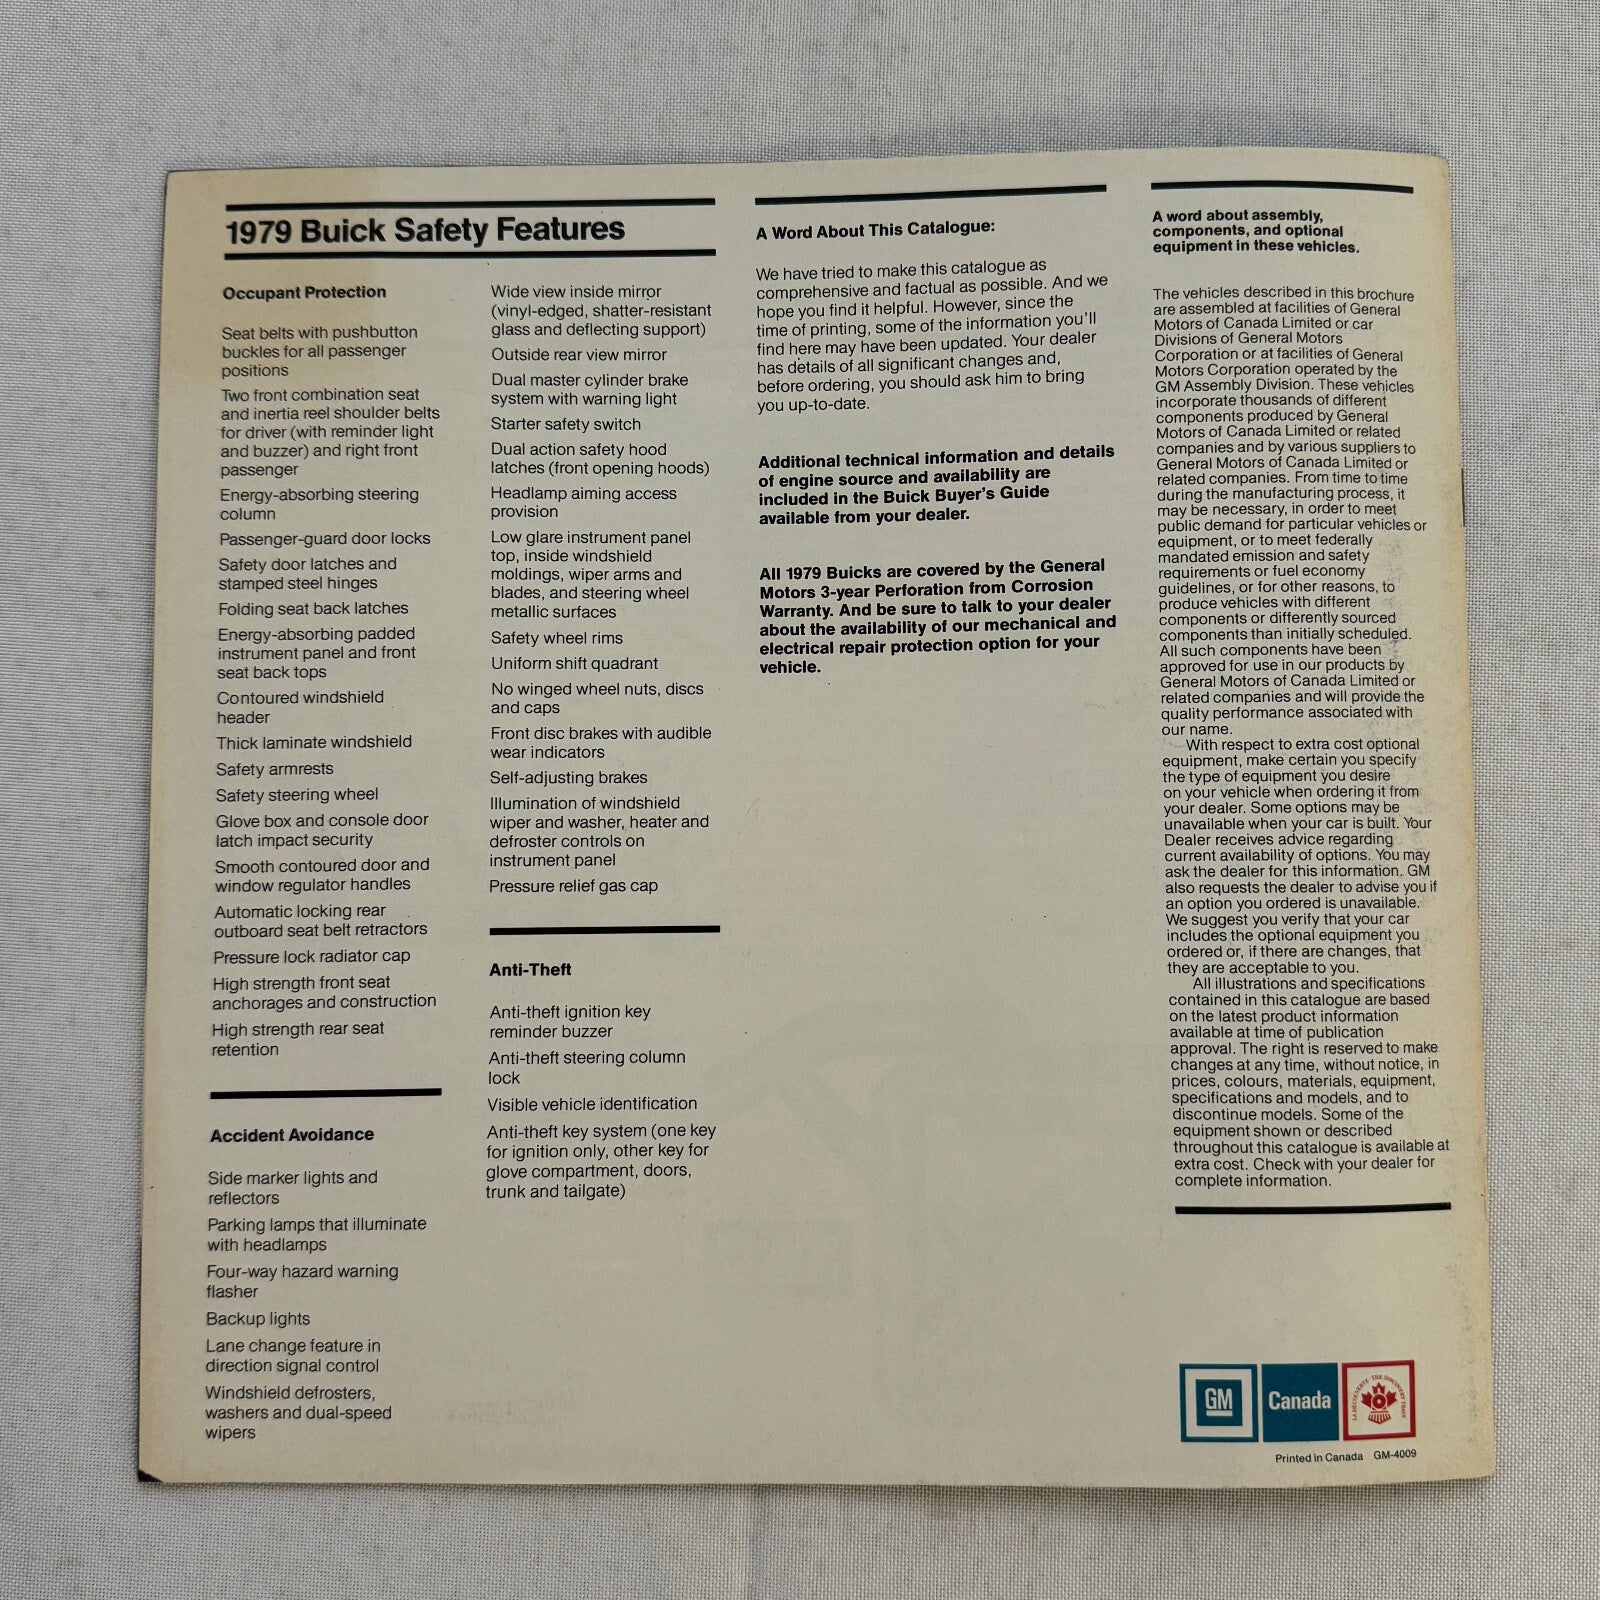 1979 Buick Safety Features
Occupant Protection
Seat belts with pushbutton
buckles for all passenger
positions
Two front combination seat
and inertia reel shoulder belts
for driver (with reminder light
and buzzer) and right front
passenger
Energy-absorbing steering
column
Passenger-guard door locks
Safety door latches and
stamped steel hinges
Folding seat back latches
Energy-absorbing padded
instrument panel and front
seat back tops
Contoured windshield
header
Thick laminate windshield
Safety armrests
Safety steering wheel
Glove box and console door
latch impact security
Smooth contoured door and
window regulator handles
Automatic locking rear
outboard seat belt retractors
Pressure lock radiator cap
High strength front seat
anchorages and construction
High strength rear seat
retention
Accident Avoidance
Side marker lights and
reflectors
Parking lamps that illuminate
with headlamps
Four-way hazard warning
flasher
Backup lights
Lane change feature in
direction signal control
Windshield defrosters,
washers and dual-speed
wipers
Wide view inside mirror
(vinyl-edged, shatter-resistant
glass and deflecting support)
Outside rear view mirror
Dual master cylinder brake
system with warning light
Starter safety switch
Dual action safety hood
latches (front opening hoods)
Headlamp aiming access
provision
Low glare instrument panel
top, inside windshield
moldings, wiper arms and
blades, and steering wheel
metallic surfaces
Safety wheel rims
Uniform shift quadrant
No winged wheel nuts, discs
and caps
Front disc brakes with audible
wear indicators
Self-adjusting brakes
Illumination of windshield
wiper and washer, heater and
defroster controls on
instrument panel
Pressure relief gas cap
Anti-Theft
Anti-theft ignition key
reminder buzzer
Anti-theft steering column
lock
Visible vehicle identification
Anti-theft key system (one key
for ignition only, other key for
glove compartment, doors,
trunk and tailgate)
A Word About This Catalogue:
We have tried to make this catalogue as
comprehensive and factual as possible. And we
hope you find it helpful. However, since the
time of printing, some of the information you'll
find here may have been updated. Your dealer
has details of all significant changes and,
before ordering, you should ask him to bring
you up-to-date.
Additional technical information and details
of engine source and availability are
included in the Buick Buyer's Guide
available from your dealer.
All 1979 Buicks are covered by the General
Motors 3-year Perforation from Corrosion
Warranty. And be sure to talk to your dealer
about the availability of our mechanical and
electrical repair protection option for your
vehicle.
A word about assembly,
components, and optional
equipment in these vehicles.
The vehicles described in this brochure
are assembled at facilities of General
Motors of Canada Limited or car
Divisions of General Motors
Corporation or at facilities of General
Motors Corporation operated by the
GM Assembly Division. These vehicles
incorporate thousands of different
components produced by General
Motors of Canada Limited or related
companies and by various suppliers to
General Motors of Canada Limited or
related companies. From time to time
during the manufacturing process, it
may be necessary, in order to meet
public demand for particular vehicles or
equipment, or to meet federally
mandated emission and safety
requirements or fuel economy
guidelines, or for other reasons, to
produce vehicles with different
components or differently sourced
components than initially scheduled.
All such components have been
approved for use in our products by
General Motors of Canada Limited or
related companies and will provide the
quality performance associated with
our name.
With respect to extra cost optional
equipment, make certain you specify
the type of equipment you desire
on your vehicle when ordering it from
your dealer. Some options may be
unavailable when your car is built. Your
Dealer receives advice regarding
current availability of options. You may
ask the dealer for this information. GM
also requests the dealer to advise you if
an option you ordered is unavailable.
We suggest you verify that your car
includes the optional equipment you
ordered or, if there are changes, that
they are acceptable to you.
All illustrations and specifications
contained in this catalogue are based
on the latest product information
available at time of publication
approval. The right is reserved to make
changes at any time, without notice, in
prices, colours, materials, equipment,
specifications and models, and to
discontinue models. Some of the
equipment shown or described
throughout this catalogue is available at
extra cost. Check with your dealer for
complete information.
GM
Canada
LA DÉCOUVERTE · THE DISCOVERY TRAIN
Printed in Canada GM-4009